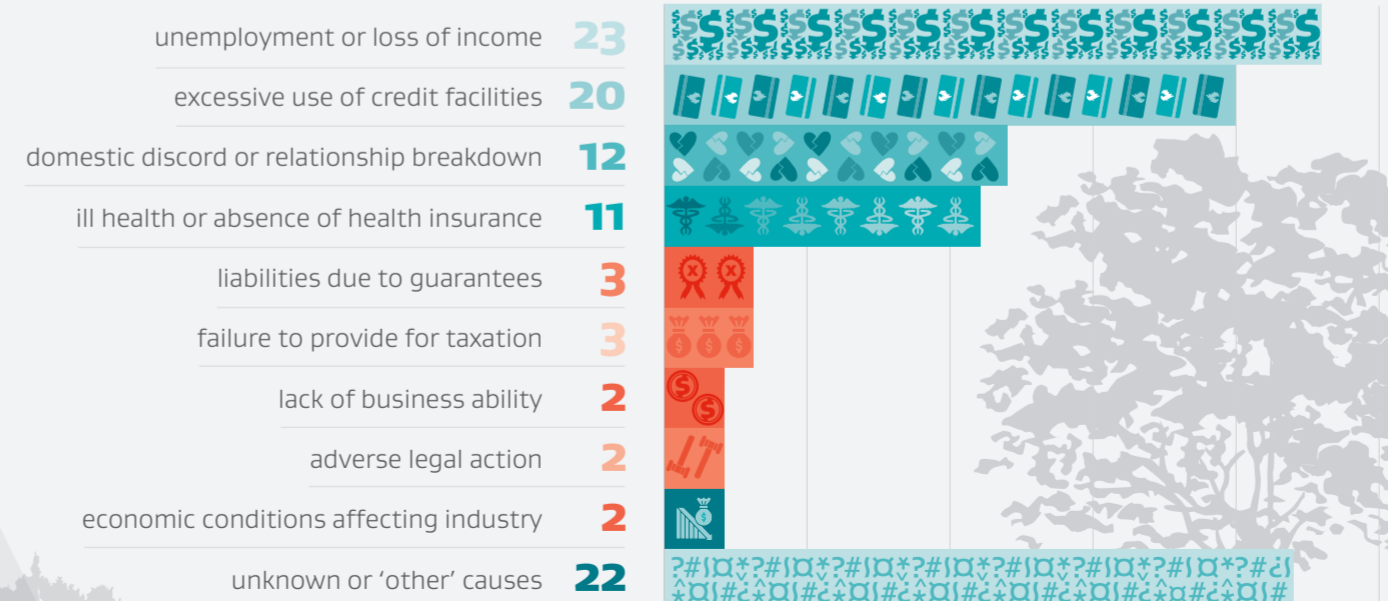 unemployment or loss of income 23
excessive use of credit facilities 20
domestic discord or relationship breakdown 12
ill health or absence of health insurance 11
liabilities due to guarantees 3
failure to provide for taxation 3
lack of business ability 2
adverse legal action 2
economic conditions affecting industry 2
unknown or ‘other’ causes 22